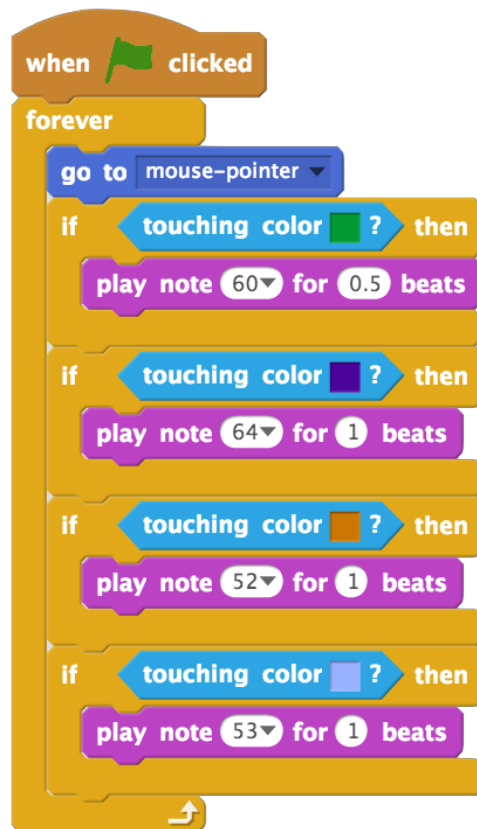 when clicked
forever
go to mouse-pointer
if touching color ? then
play note 60 for 0.5 beats
if touching color ? then
play note 64 for 1 beats
if touching color ? then
play note 52 for 1 beats
if touching color ? then
play note 53 for 1 beats